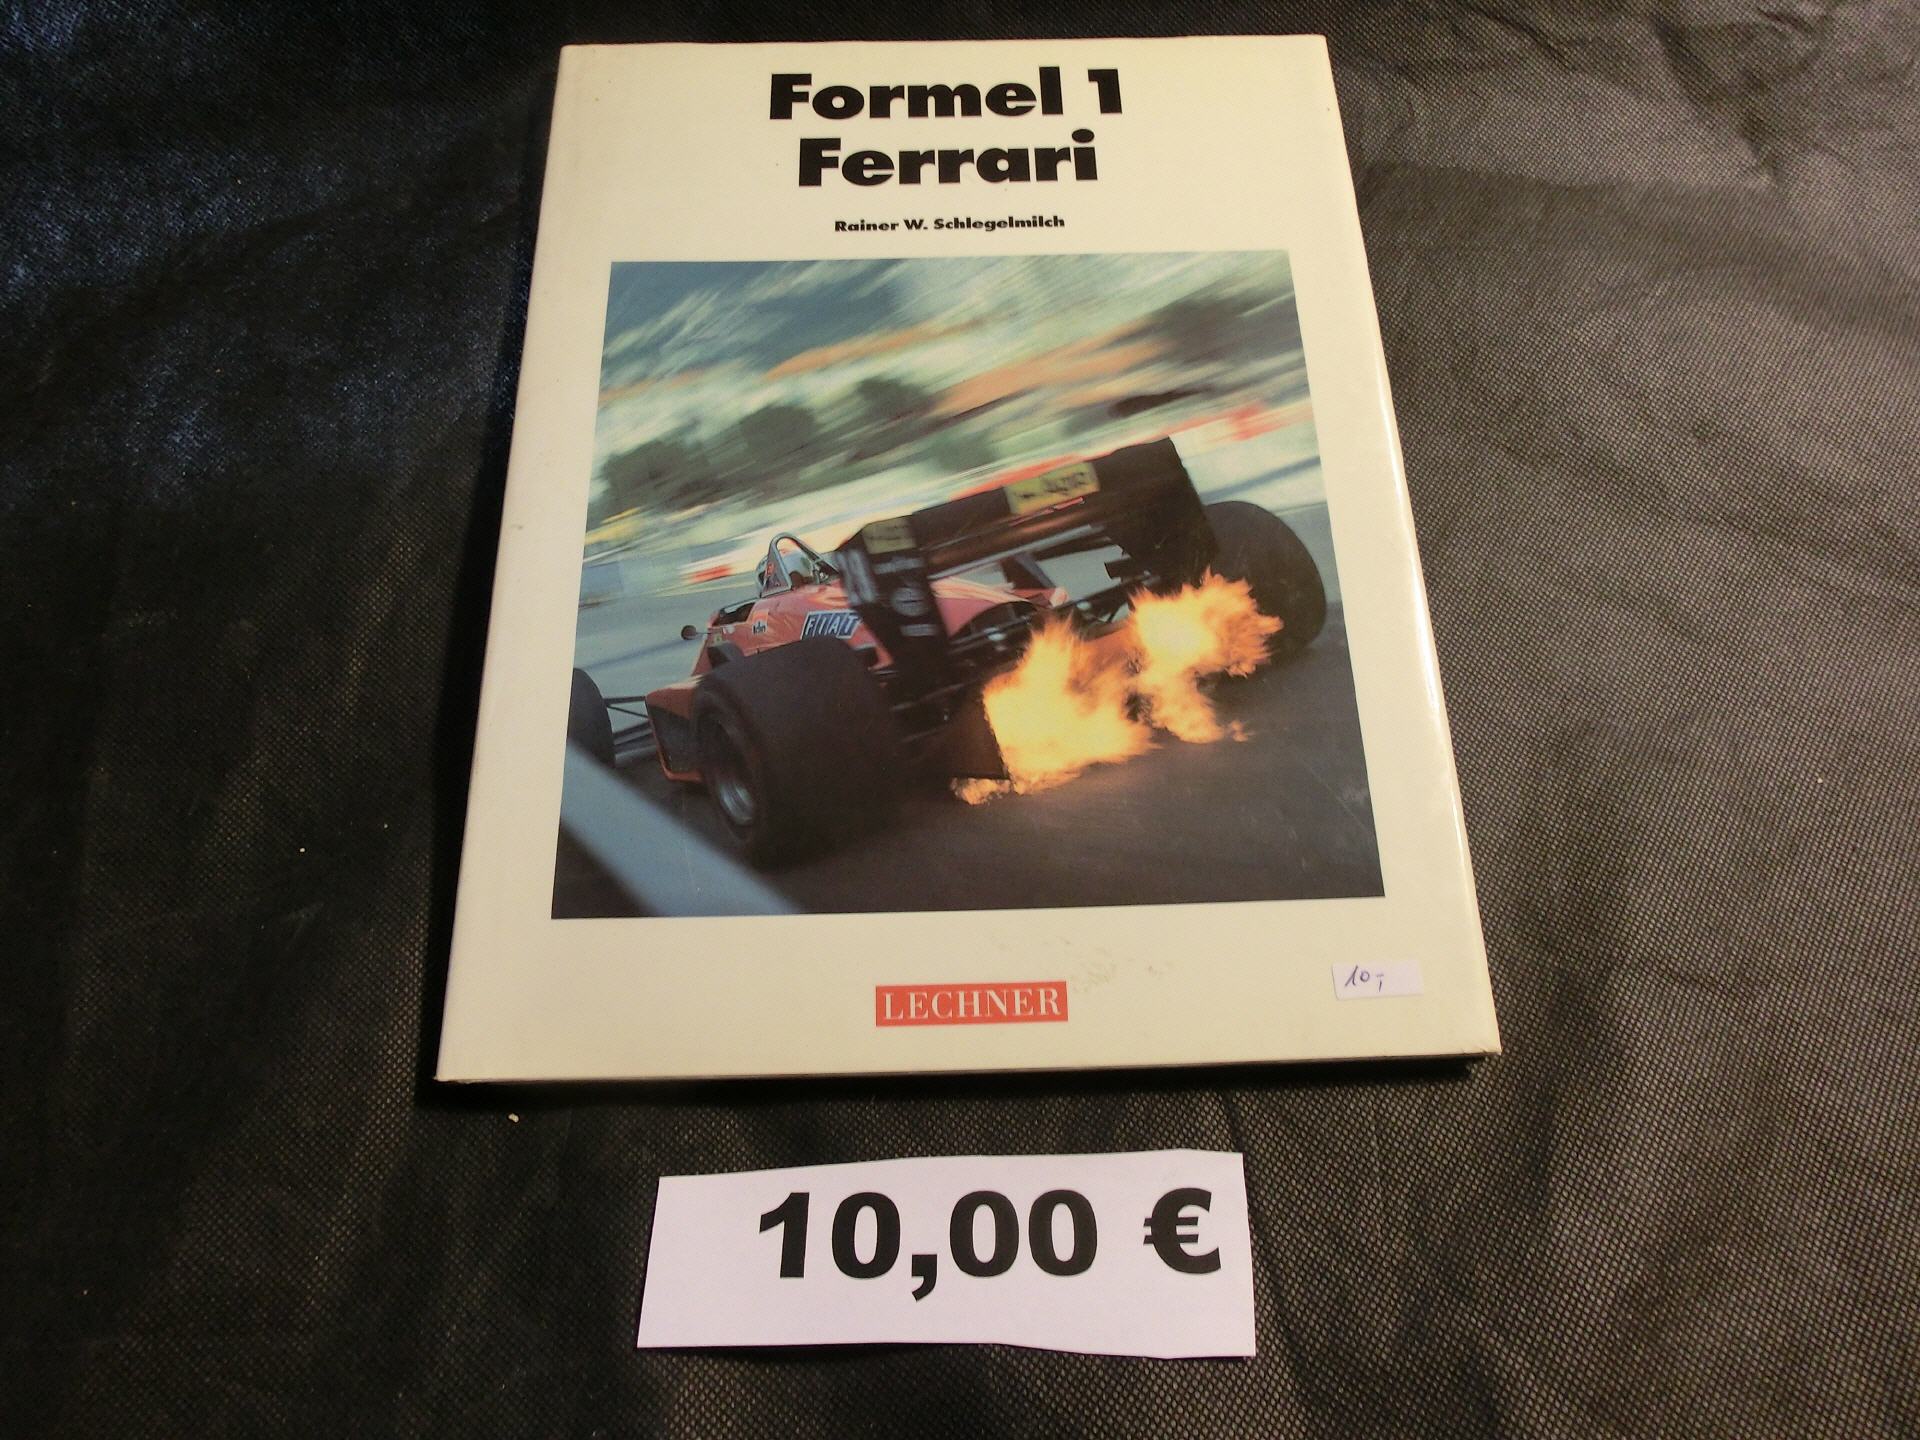 Formel 1
Ferrari
Rainer W. Schlegelmilch
FIAT
LECHNER
10,-
10,00 €